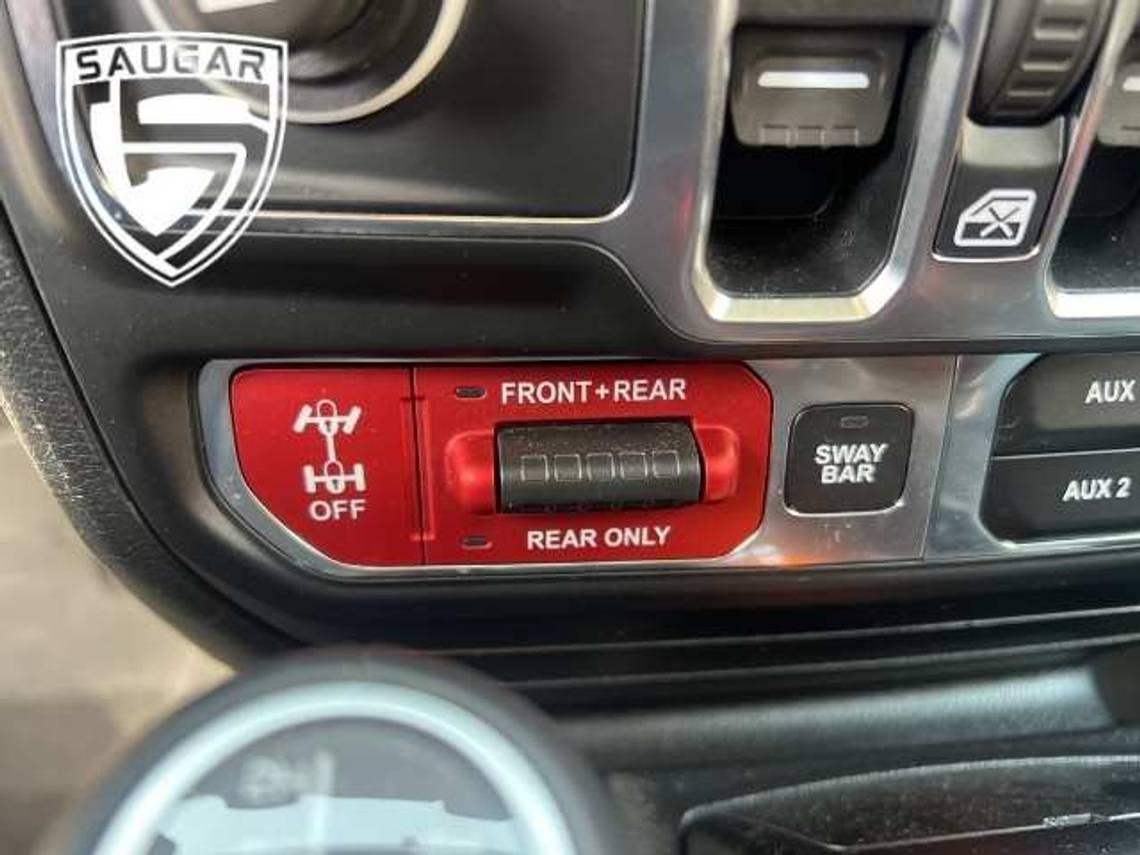 SAUGAR
FRONT+REAR
OFF
REAR ONLY
SWAY
BAR
AUX
AUX 2